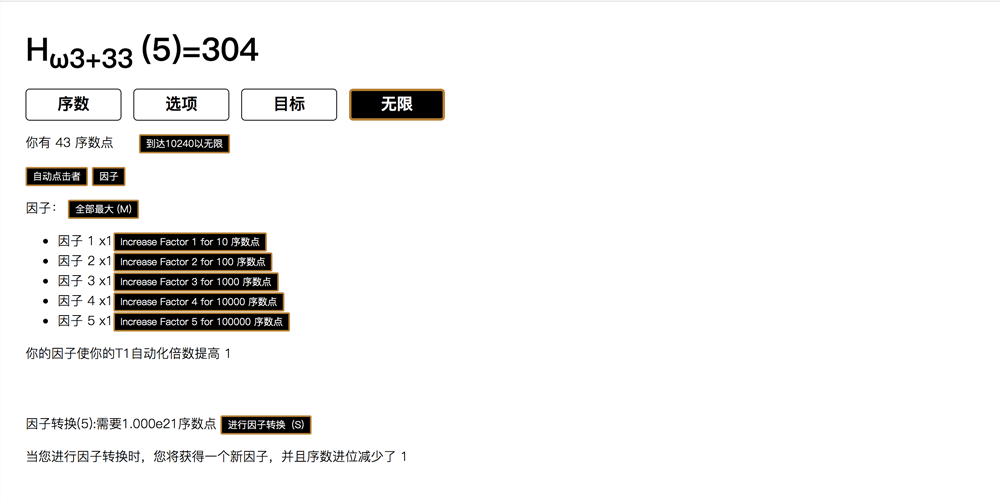 Hω3+33 (5)=304
序数 选项 目标 无限
你有 43 序数点 到达10240以无限
自动点击者 因子
因子： 全部最大 (M)
因子 1 x1 Increase Factor 1 for 10 序数点
因子 2 x1 Increase Factor 2 for 100 序数点
因子 3 x1 Increase Factor 3 for 1000 序数点
因子 4 x1 Increase Factor 4 for 10000 序数点
因子 5 x1 Increase Factor 5 for 100000 序数点
你的因子使你的T1自动化倍数提高 1
因子转换(5):需要1.000e21序数点 进行因子转换（S)
当您进行因子转换时，您将获得一个新因子，并且序数进位减少了 1